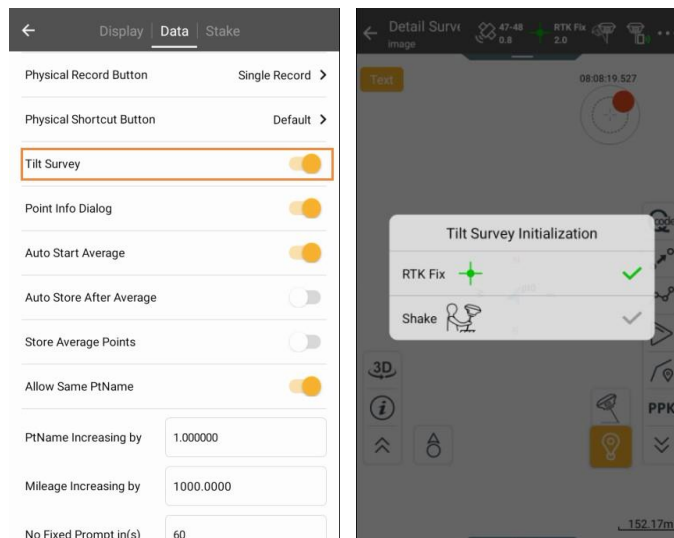 Display | Data | Stake
Physical Record Button Single Record
Physical Shortcut Button Default
Tilt Survey
Point Info Dialog
Auto Start Average
Auto Store After Average
Store Average Points
Allow Same PtName
PtName Increasing by 1.000000
Mileage Increasing by 1000.0000
No Fixed Prompt in(s) 60
Detail Surve 47-48 RTK Fix
image 0.8 2.0
Text
08:08:19.527
code
Tilt Survey Initialization
RTK Fix
Shake
3D
i
PPK
152.17m